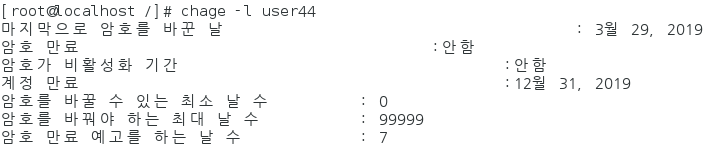 [root@localhost /]# chage -l user44
마지막으로 암호를 바꾼 날 : 3월 29, 2019
암호 만료 :안함
암호가 비활성화 기간 :안함
계정 만료 :12월 31, 2019
암호를 바꿀 수 있는 최소 날 수 : 0
암호를 바꿔야 하는 최대 날 수 : 99999
암호 만료 예고를 하는 날 수 : 7